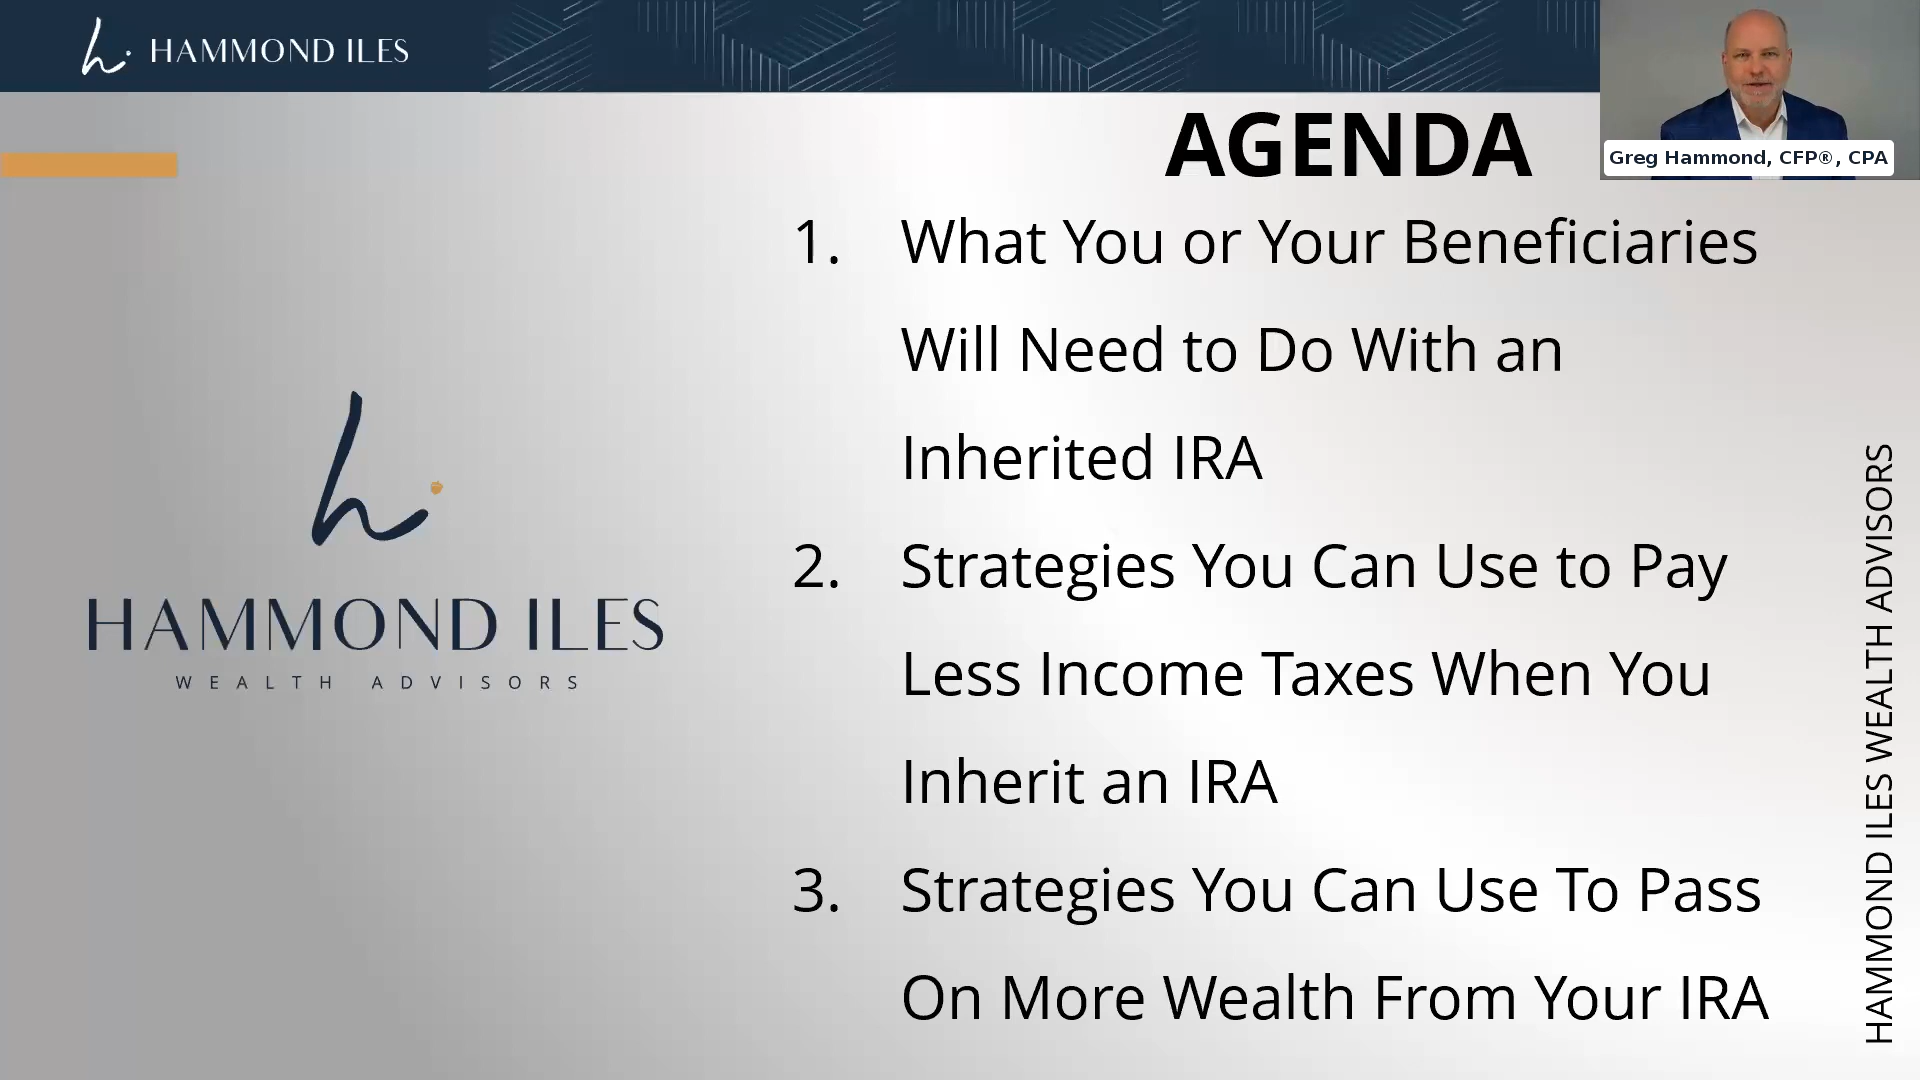 h. HAMMOND ILES
Greg Hammond, CFP®, CPA
AGENDA
1. What You or Your Beneficiaries
Will Need to Do With an
Inherited IRA
2. Strategies You Can Use to Pay
Less Income Taxes When You
Inherit an IRA
3. Strategies You Can Use To Pass
On More Wealth From Your IRA
h.
HAMMOND ILES
WEALTH ADVISORS
HAMMOND ILES WEALTH ADVISORS